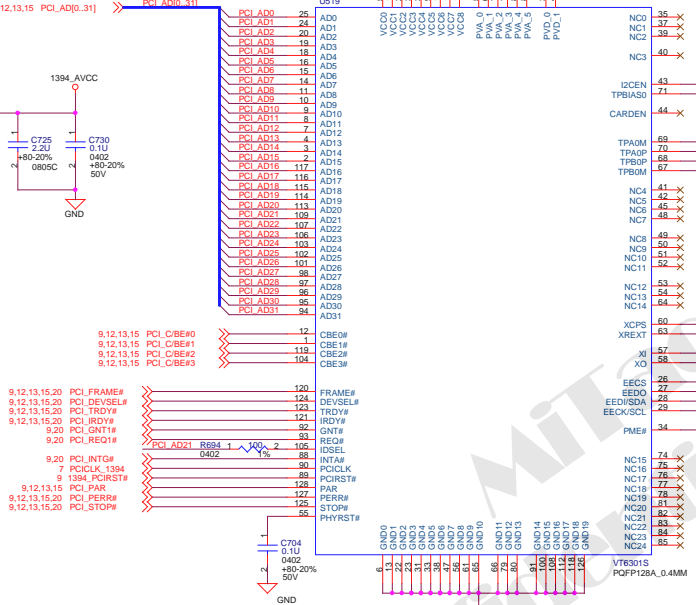 12,13,15 PCI_AD[0..31] PCI_AD[0..31]
U519
PCI_AD0 25 AD0
PCI_AD1 24 AD1
PCI_AD2 20 AD2
PCI_AD3 19 AD3
PCI_AD4 18 AD4
PCI_AD5 16 AD5
PCI_AD6 15 AD6
PCI_AD7 14 AD7
PCI_AD8 11 AD8
PCI_AD9 10 AD9
PCI_AD10 9 AD10
PCI_AD11 8 AD11
PCI_AD12 7 AD12
PCI_AD13 4 AD13
PCI_AD14 3 AD14
PCI_AD15 2 AD15
PCI_AD16 117 AD16
PCI_AD17 116 AD17
PCI_AD18 115 AD18
PCI_AD19 114 AD19
PCI_AD20 113 AD20
PCI_AD21 109 AD21
PCI_AD22 107 AD22
PCI_AD23 106 AD23
PCI_AD24 103 AD24
PCI_AD25 102 AD25
PCI_AD26 101 AD26
PCI_AD27 98 AD27
PCI_AD28 97 AD28
PCI_AD29 96 AD29
PCI_AD30 95 AD30
PCI_AD31 94 AD31
1394_AVCC
1 C725
2.2U
2 +80-20%
0805C
1 C730
0.1U
0402
2 +80-20%
50V
GND
9,12,13,15 PCI_C/BE#0 12 CBE0#
9,12,13,15 PCI_C/BE#1 1 CBE1#
9,12,13,15 PCI_C/BE#2 119 CBE2#
9,12,13,15 PCI_C/BE#3 104 CBE3#
9,12,13,15,20 PCI_FRAME# 120 FRAME#
9,12,13,15,20 PCI_DEVSEL# 124 DEVSEL#
9,12,13,15,20 PCI_TRDY# 123 TRDY#
9,12,13,15,20 PCI_IRDY# 121 IRDY#
9,20 PCI_GNT1# 92 GNT#
9,20 PCI_REQ1# 93 REQ#
PCI_AD21 R694 1 100 2 105 IDSEL
0402 1%
9,20 PCI_INTG# 88 INTA#
7 PCICLK_1394 90 PCICLK
9 1394_PCIRST# 89 PCIRST#
9,12,13,15 PCI_PAR 128 PAR
9,12,13,15,20 PCI_PERR# 127 PERR#
9,12,13,15,20 PCI_STOP# 125 STOP#
55 PHYRST#
1 C704
0.1U
0402
2 +80-20%
50V
GND
VCC0 VCC1 VCC2 VCC3 VCC4 VCC5 VCC6 VCC7 VCC8 PVA_0 PVA_1 PVA_2 PVA_3 PVA_4 PVA_5 PVD_0 PVD_1
NC0 35
NC1 37
NC2 39
NC3 40
I2CEN 43
TPBIAS0 71
CARDEN 44
TPA0M 69
TPA0P 70
TPB0P 68
TPB0M 67
NC4 41
NC5 42
NC6 45
NC7 48
NC8 49
NC9 50
NC10 51
NC11 52
NC12 53
NC13 54
NC14 64
XCPS 60
XREXT 63
XI 57
XO 58
EECS 26
EEDO 27
EEDI/SDA 28
EECK/SCL 29
PME# 34
NC15 74
NC16 75
NC17 76
NC18 77
NC19 78
NC20 81
NC21 82
NC22 83
NC23 84
NC24 85
GND0 GND1 GND2 GND3 GND4 GND5 GND6 GND7 GND8 GND9 GND10 GND11 GND12 GND13 GND14 GND15 GND16 GND17 GND18 GND19
6 13 22 23 31 33 38 47 56 61 65 66 79 80 91 100 108 112 118 126
VT6301S
PQFP128A_0.4MM
MiTac